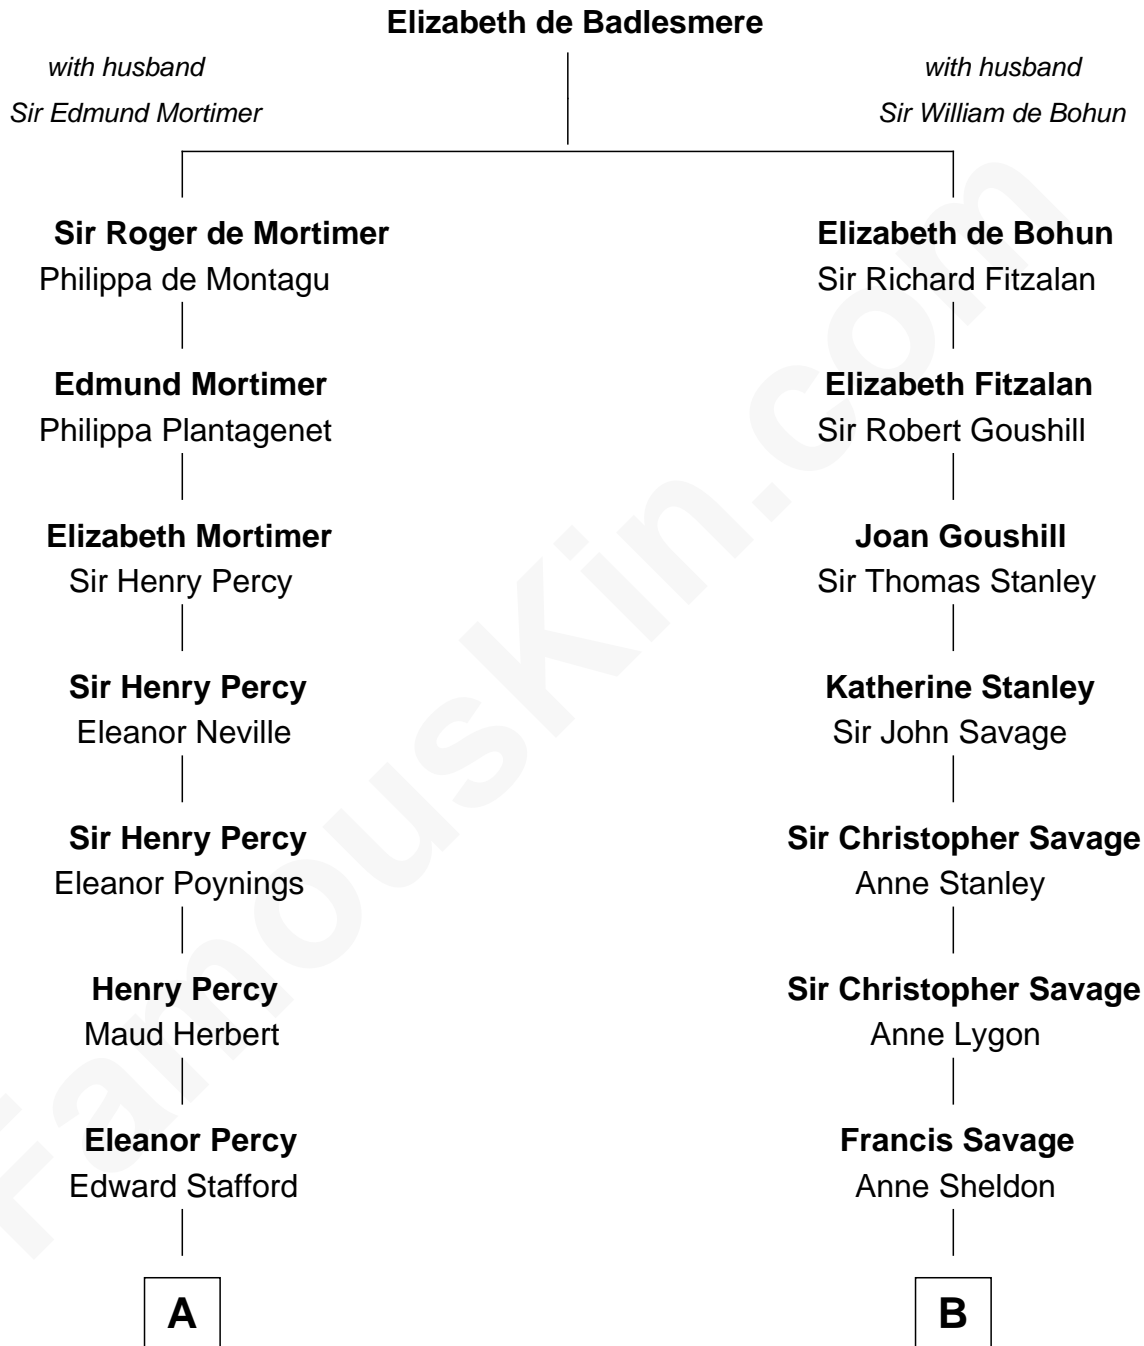 Elizabeth de Badlesmere
with husband
Sir Edmund Mortimer
with husband
Sir William de Bohun
Sir Roger de Mortimer
Philippa de Montagu
Edmund Mortimer
Philippa Plantagenet
Elizabeth Mortimer
Sir Henry Percy
Sir Henry Percy
Eleanor Neville
Sir Henry Percy
Eleanor Poynings
Henry Percy
Maud Herbert
Eleanor Percy
Edward Stafford
A
Elizabeth de Bohun
Sir Richard Fitzalan
Elizabeth Fitzalan
Sir Robert Goushill
Joan Goushill
Sir Thomas Stanley
Katherine Stanley
Sir John Savage
Sir Christopher Savage
Anne Stanley
Sir Christopher Savage
Anne Lygon
Francis Savage
Anne Sheldon
B
FamousKin.com